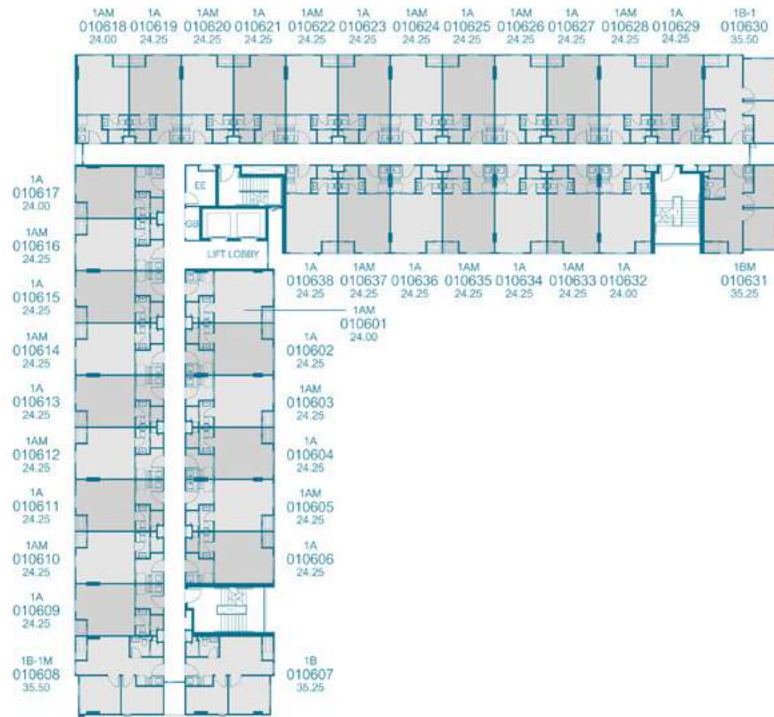 1AM
010618
24.00
1A
010619
24.25
1AM
010620
24.25
1A
010621
24.25
1AM
010622
24.25
1A
010623
24.25
1AM
010624
24.25
1A
010625
24.25
1AM
010626
24.25
1A
010627
24.25
1AM
010628
24.25
1A
010629
24.25
1B-1
010630
35.50
1A
010617
24.00
1AM
010616
24.25
1A
010615
24.25
1AM
010614
24.25
1A
010613
24.25
1AM
010612
24.25
1A
010611
24.25
1AM
010610
24.25
1A
010609
24.25
1B-1M
010608
35.50
EE
GB
LIFT LOBBY
1A
010638
24.25
1AM
010637
24.25
1A
010636
24.25
1AM
010635
24.25
1A
010634
24.25
1AM
010633
24.25
1A
010632
24.00
1BM
010631
35.25
1AM
010601
24.00
1A
010602
24.25
1AM
010603
24.25
1A
010604
24.25
1AM
010605
24.25
1A
010606
24.25
1B
010607
35.25